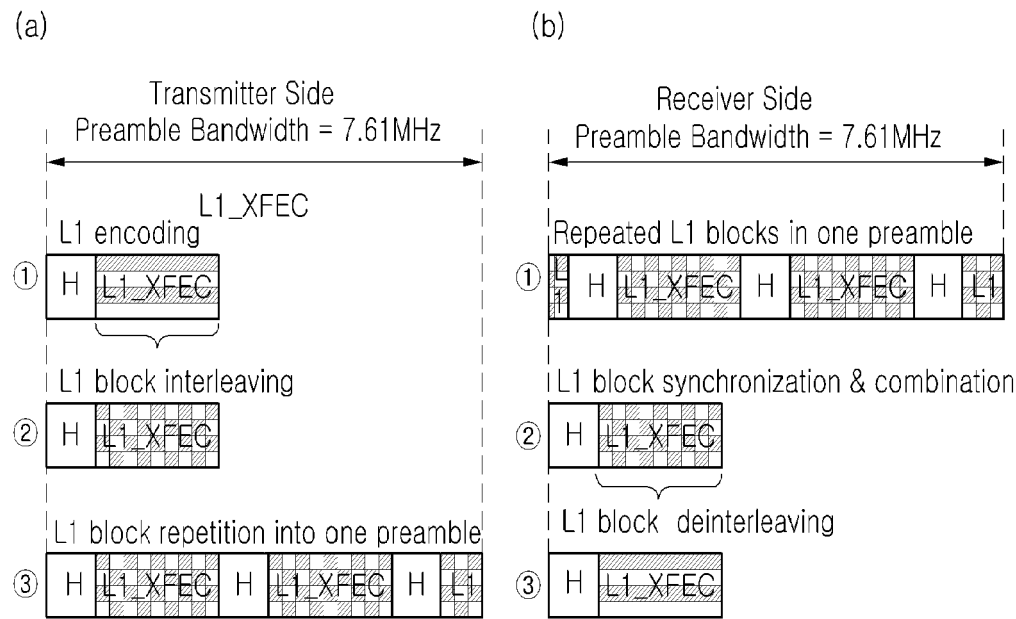 (a)
Transmitter Side
Preamble Bandwidth = 7.61MHz
L1_XFEC
L1 encoding
① H L1_XFEC
L1 block interleaving
② H L1_XFEC
L1 block repetition into one preamble
③ H L1_XFEC H L1_XFEC H L1
(b)
Receiver Side
Preamble Bandwidth = 7.61MHz
Repeated L1 blocks in one preamble
① L1 H L1_XFEC H L1_XFEC H L1
L1 block synchronization & combination
② H L1_XFEC
L1 block deinterleaving
③ H L1_XFEC